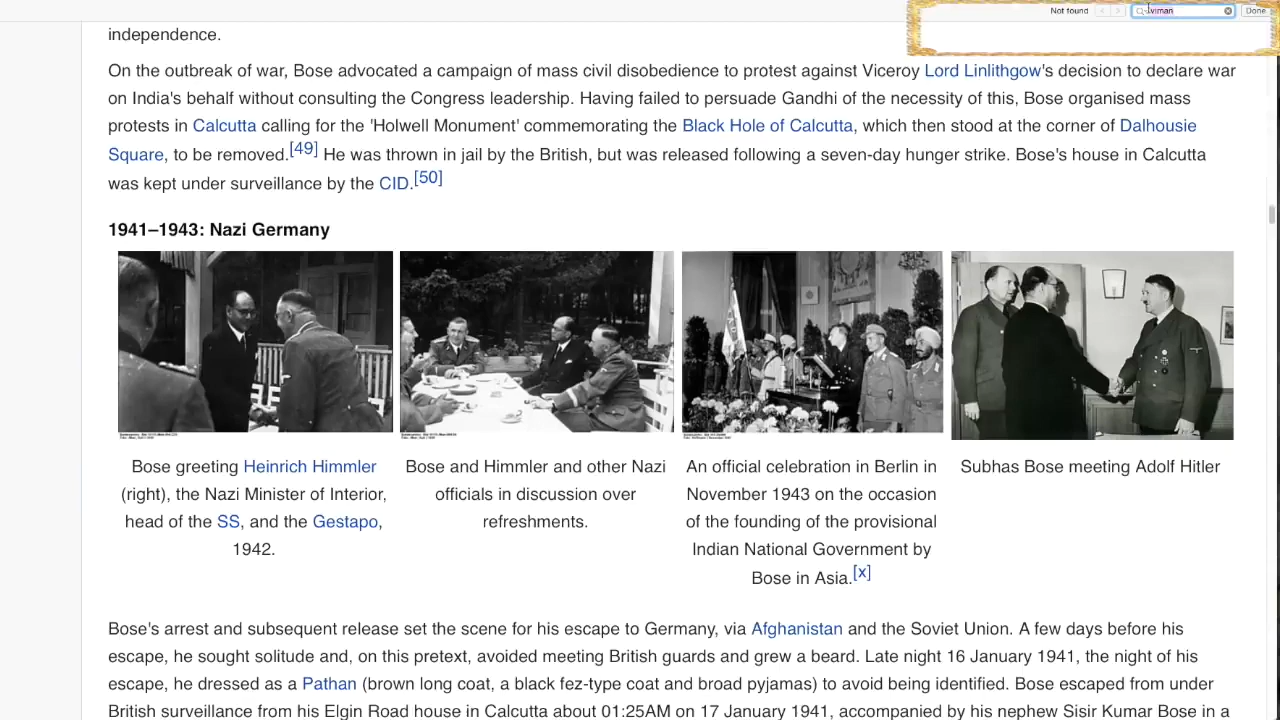 Not found
viman
Done
independence.
On the outbreak of war, Bose advocated a campaign of mass civil disobedience to protest against Viceroy Lord Linlithgow's decision to declare war
on India's behalf without consulting the Congress leadership. Having failed to persuade Gandhi of the necessity of this, Bose organised mass
protests in Calcutta calling for the 'Holwell Monument' commemorating the Black Hole of Calcutta, which then stood at the corner of Dalhousie
Square, to be removed.[49] He was thrown in jail by the British, but was released following a seven-day hunger strike. Bose's house in Calcutta
was kept under surveillance by the CID.[50]
1941–1943: Nazi Germany
Bose greeting Heinrich Himmler
(right), the Nazi Minister of Interior,
head of the SS, and the Gestapo,
1942.
Bose and Himmler and other Nazi
officials in discussion over
refreshments.
An official celebration in Berlin in
November 1943 on the occasion
of the founding of the provisional
Indian National Government by
Bose in Asia.[x]
Subhas Bose meeting Adolf Hitler
Bose's arrest and subsequent release set the scene for his escape to Germany, via Afghanistan and the Soviet Union. A few days before his
escape, he sought solitude and, on this pretext, avoided meeting British guards and grew a beard. Late night 16 January 1941, the night of his
escape, he dressed as a Pathan (brown long coat, a black fez-type coat and broad pyjamas) to avoid being identified. Bose escaped from under
British surveillance from his Elgin Road house in Calcutta about 01:25AM on 17 January 1941, accompanied by his nephew Sisir Kumar Bose in a